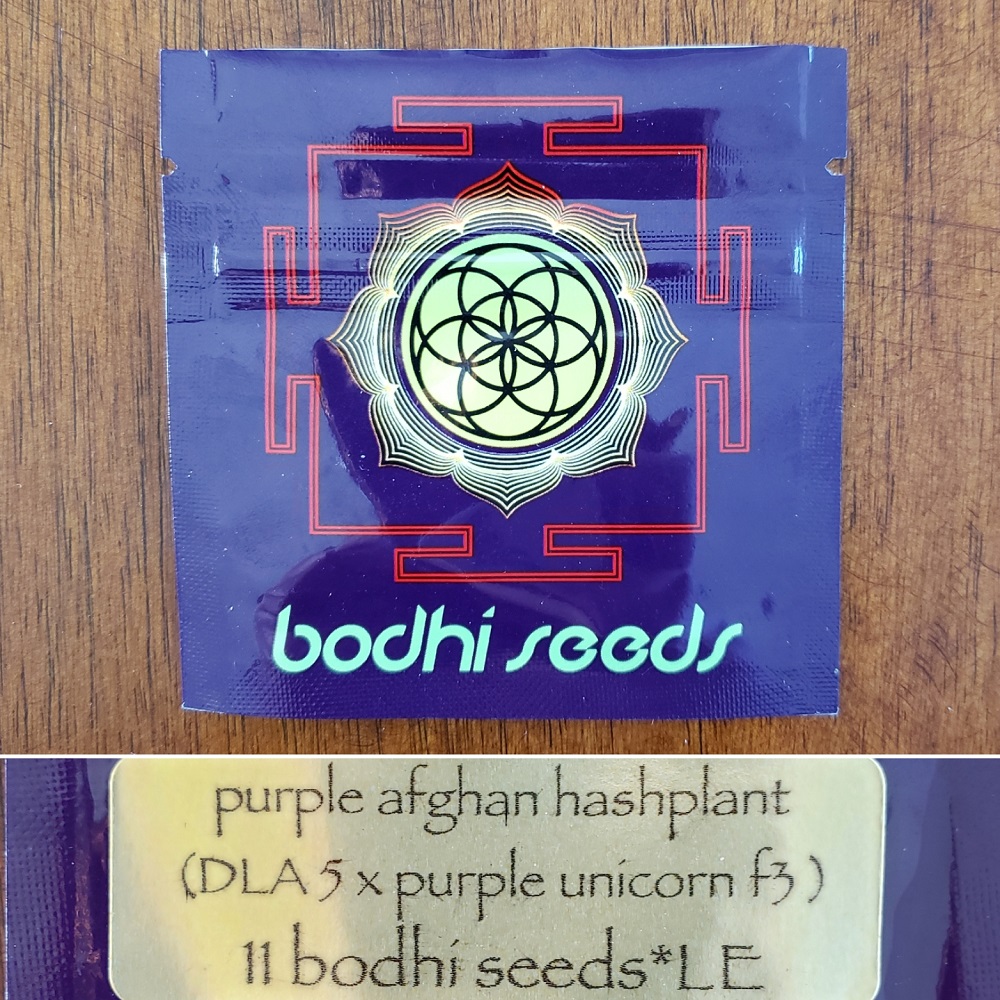 bodhi seeds
purple afghan hashplant
(DLA 5 x purple unicorn f3 )
11 bodhi seeds*LE